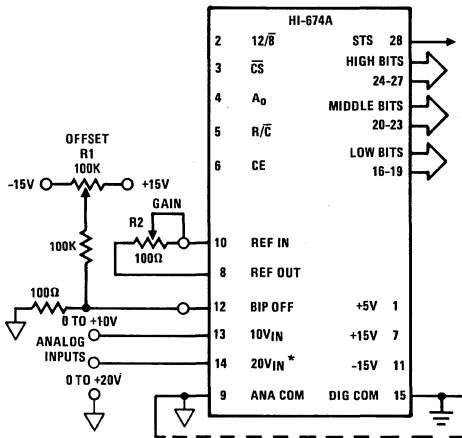 HI-674A
2 12/8̅ STS 28
HIGH BITS
3 C̅S̅ 24-27
4 A₀ MIDDLE BITS
20-23
5 R/C̅
LOW BITS
6 CE 16-19
OFFSET
R1
100K
-15V +15V
GAIN
R2
100K
100Ω
10 REF IN
8 REF OUT
100Ω
12 BIP OFF +5V 1
0 TO +10V
13 10VIN +15V 7
ANALOG
INPUTS
14 20VIN* -15V 11
0 TO +20V
9 ANA COM DIG COM 15